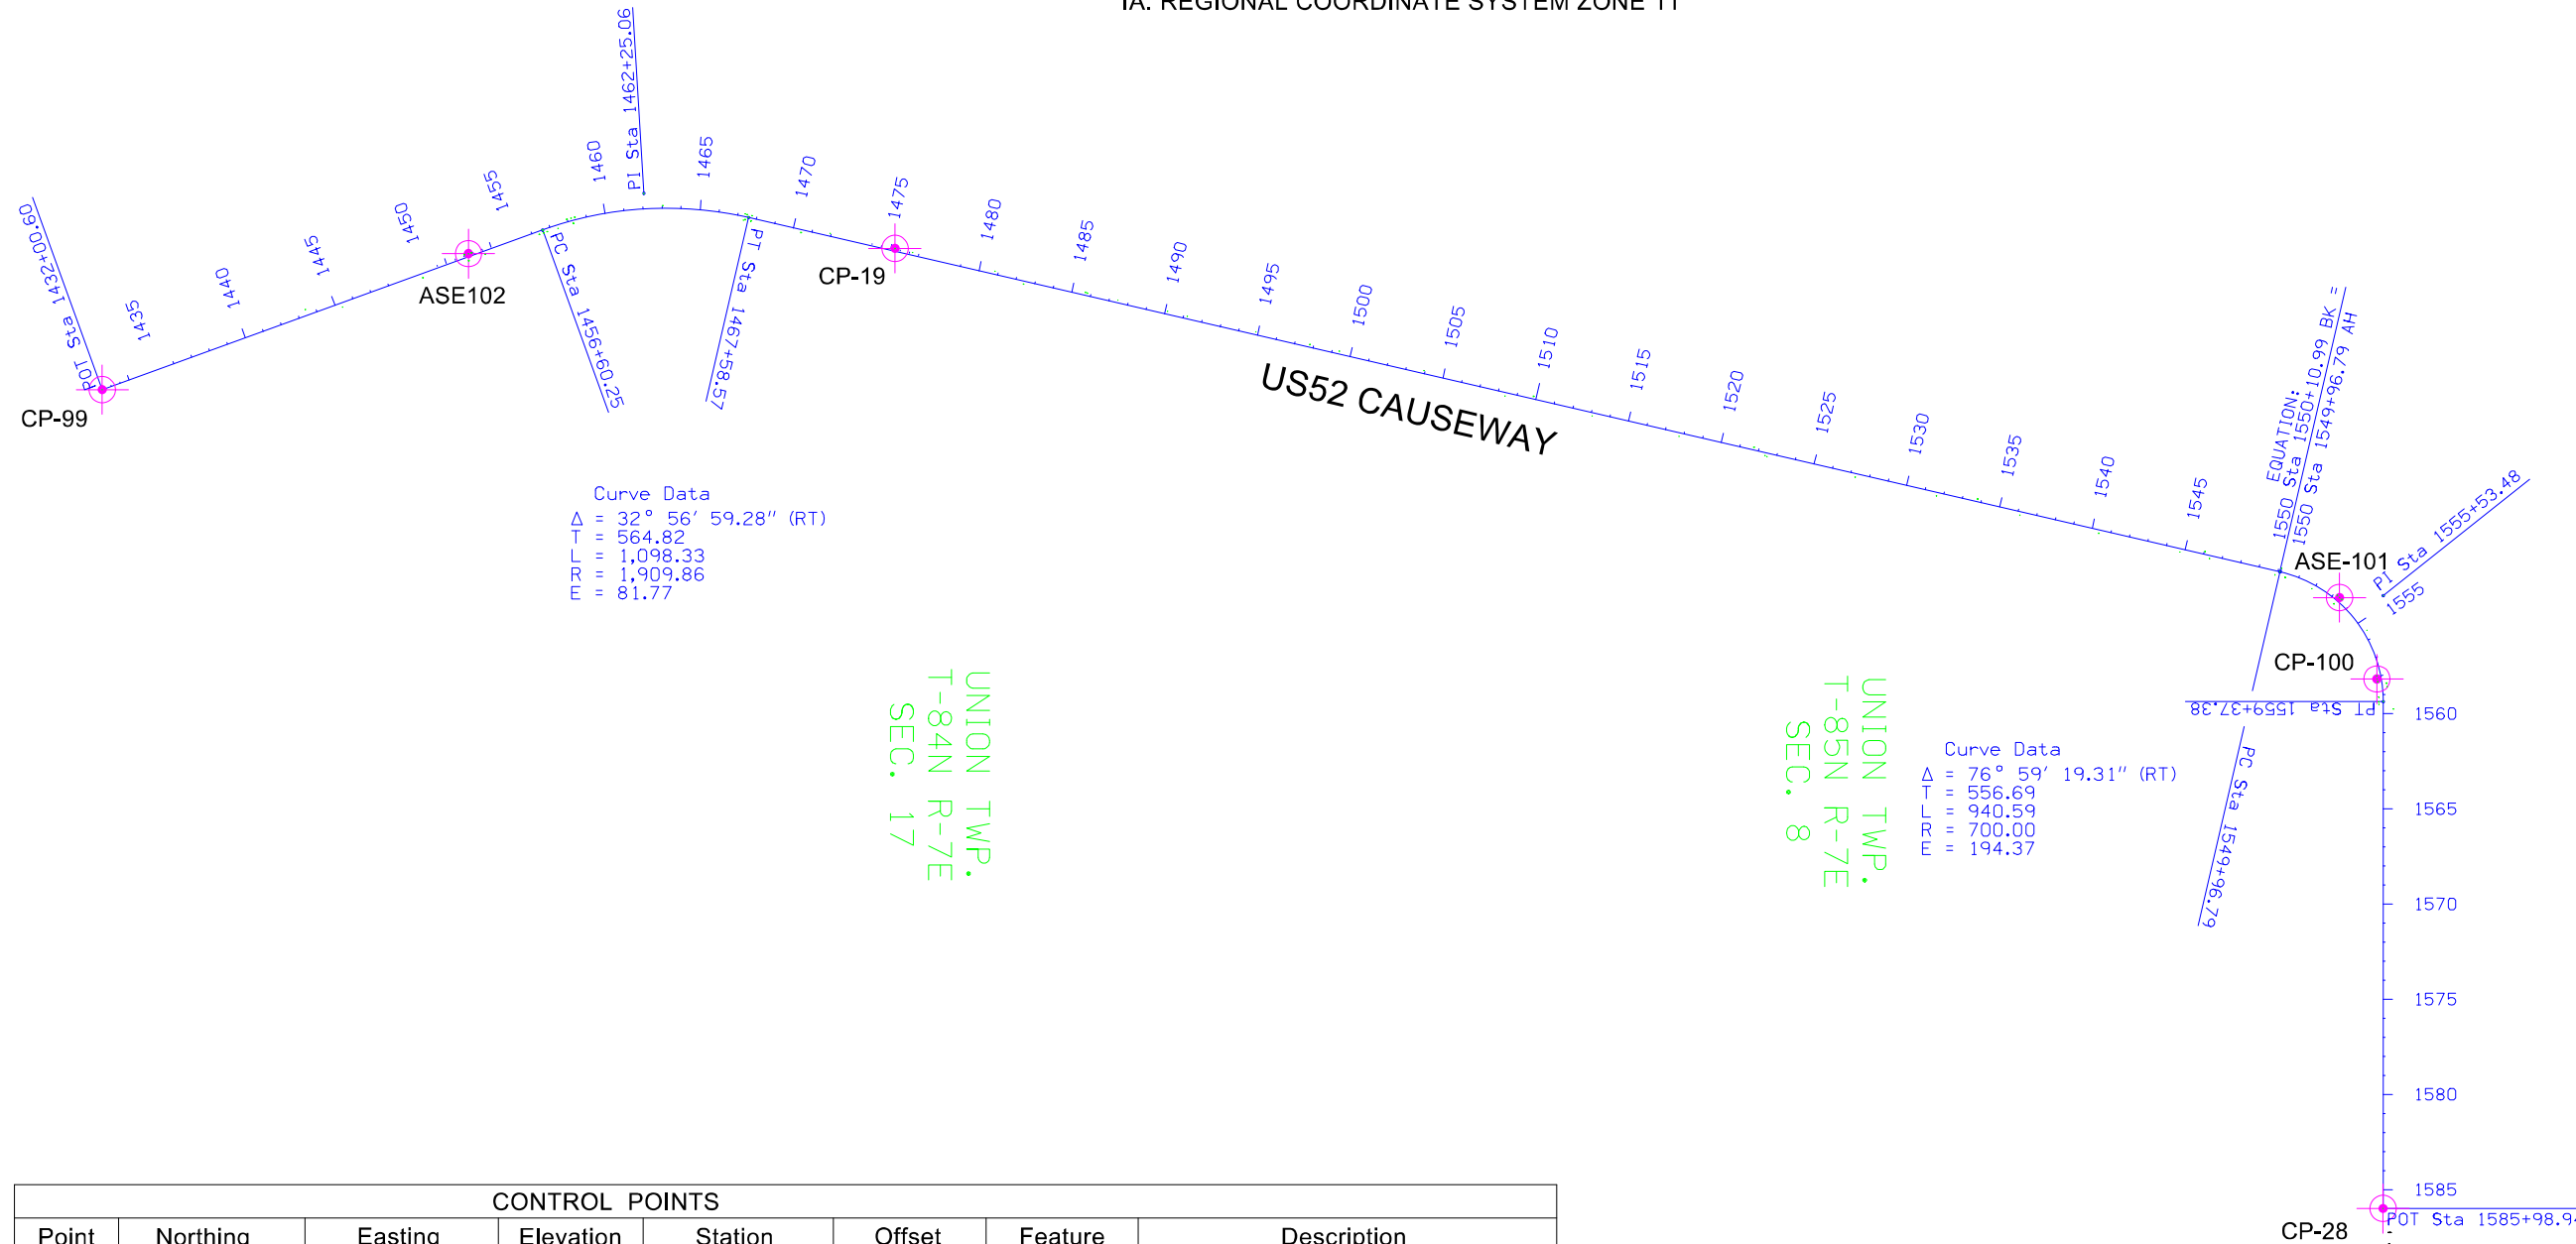 IA. REGIONAL COORDINATE SYSTEM ZONE 11
POT Sta 1432+00.60
CP-99
1435
1440
1445
1450
ASE102
1455
PC Sta 1456+60.25
1460
PI Sta 1462+25.06
1465
PT Sta 1467+58.57
1470
1475
CP-19
1480
1485
1490
1495
1500
1505
1510
1515
1520
1525
1530
1535
1540
1545
US52 CAUSEWAY
EQUATION:
1550 Sta 1550+10.99 BK =
1550 Sta 1549+96.79 AH
ASE-101
PI Sta 1555+53.48
1555
CP-100
PT Sta 1559+37.38
PC Sta 1549+96.79
Curve Data
Δ = 32° 56' 59.28" (RT)
T = 564.82
L = 1,098.33
R = 1,909.86
E = 81.77
UNION TWP.
T-84N R-7E
SEC. 17
UNION TWP.
T-85N R-7E
SEC. 8
Curve Data
Δ = 76° 59' 19.31" (RT)
T = 556.69
L = 940.59
R = 700.00
E = 194.37
1560
1565
1570
1575
1580
1585
CP-28
POT Sta 1585+98.9
CONTROL POINTS
Point Northing Easting Elevation Station Offset Feature Description